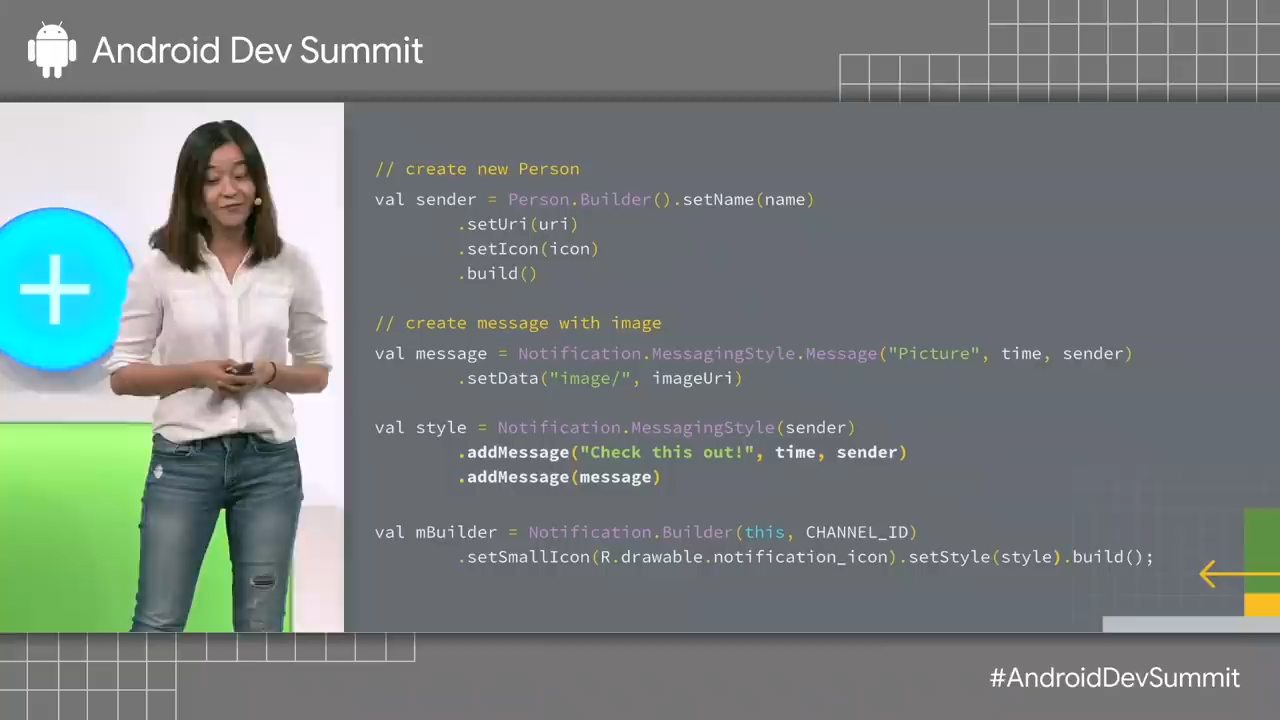 Android Dev Summit
// create new Person
val sender = Person.Builder().setName(name)
.setUri(uri)
.setIcon(icon)
.build()
// create message with image
val message = Notification.MessagingStyle.Message("Picture", time, sender)
.setData("image/", imageUri)
val style = Notification.MessagingStyle(sender)
.addMessage("Check this out!", time, sender)
.addMessage(message)
val mBuilder = Notification.Builder(this, CHANNEL_ID)
.setSmallIcon(R.drawable.notification_icon).setStyle(style).build();
#AndroidDevSummit